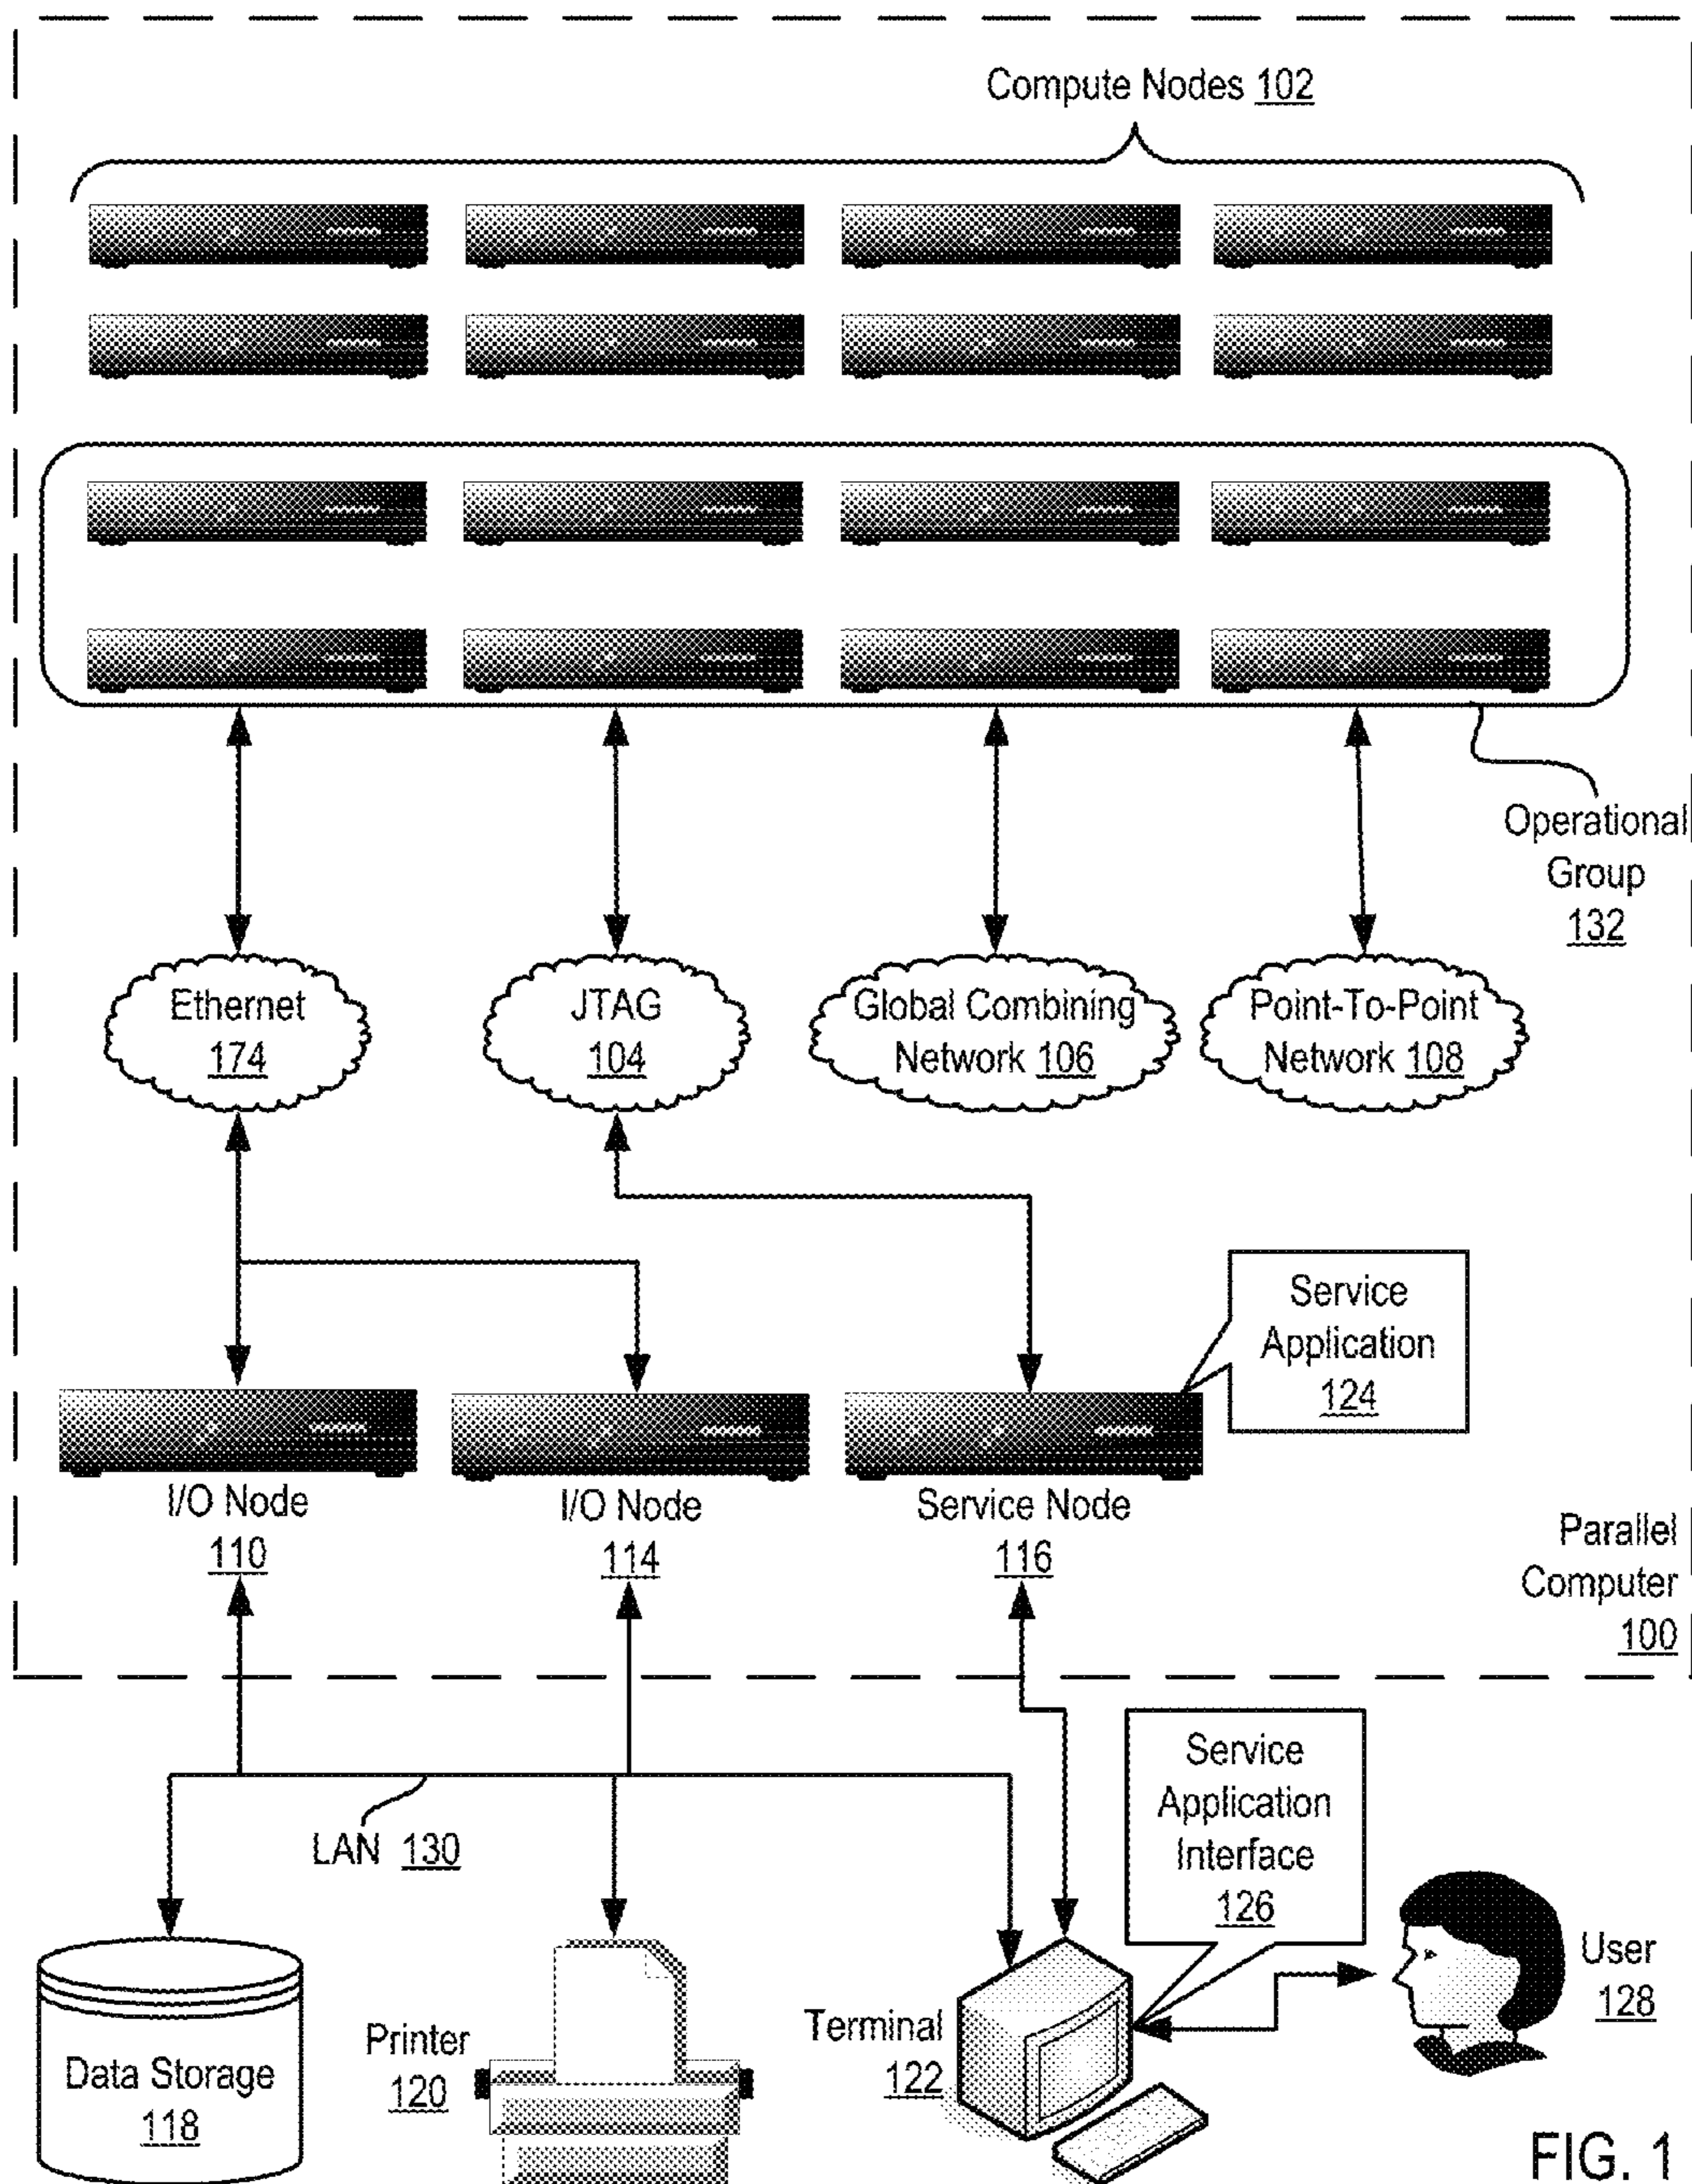 Compute Nodes 102
Operational
Group
132
Ethernet
174
JTAG
104
Global Combining
Network 106
Point-To-Point
Network 108
Service
Application
124
I/O Node
110
I/O Node
114
Service Node
116
Parallel
Computer
100
LAN 130
Service
Application
Interface
126
User
128
Data Storage
118
Printer
120
Terminal
122
FIG. 1